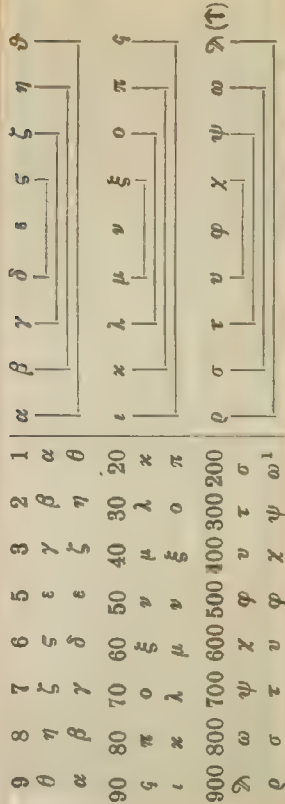 9 8 7 6 5 3 2 1
θ η ζ ς ε γ β α
α β γ δ ε ζ η θ
90 80 70 60 50 40 30 20
ϟ π ο ξ ν μ λ κ
ι κ λ μ ν ξ ο π
900 800 700 600 500 400 300 200
ϡ ω ψ χ φ υ τ σ
ρ σ τ υ φ χ ψ ω¹
α β γ δ ε ς ζ η ϑ
ι κ λ μ ν ξ ο π ϟ
ρ σ τ υ φ χ ψ ω ϡ (↑)